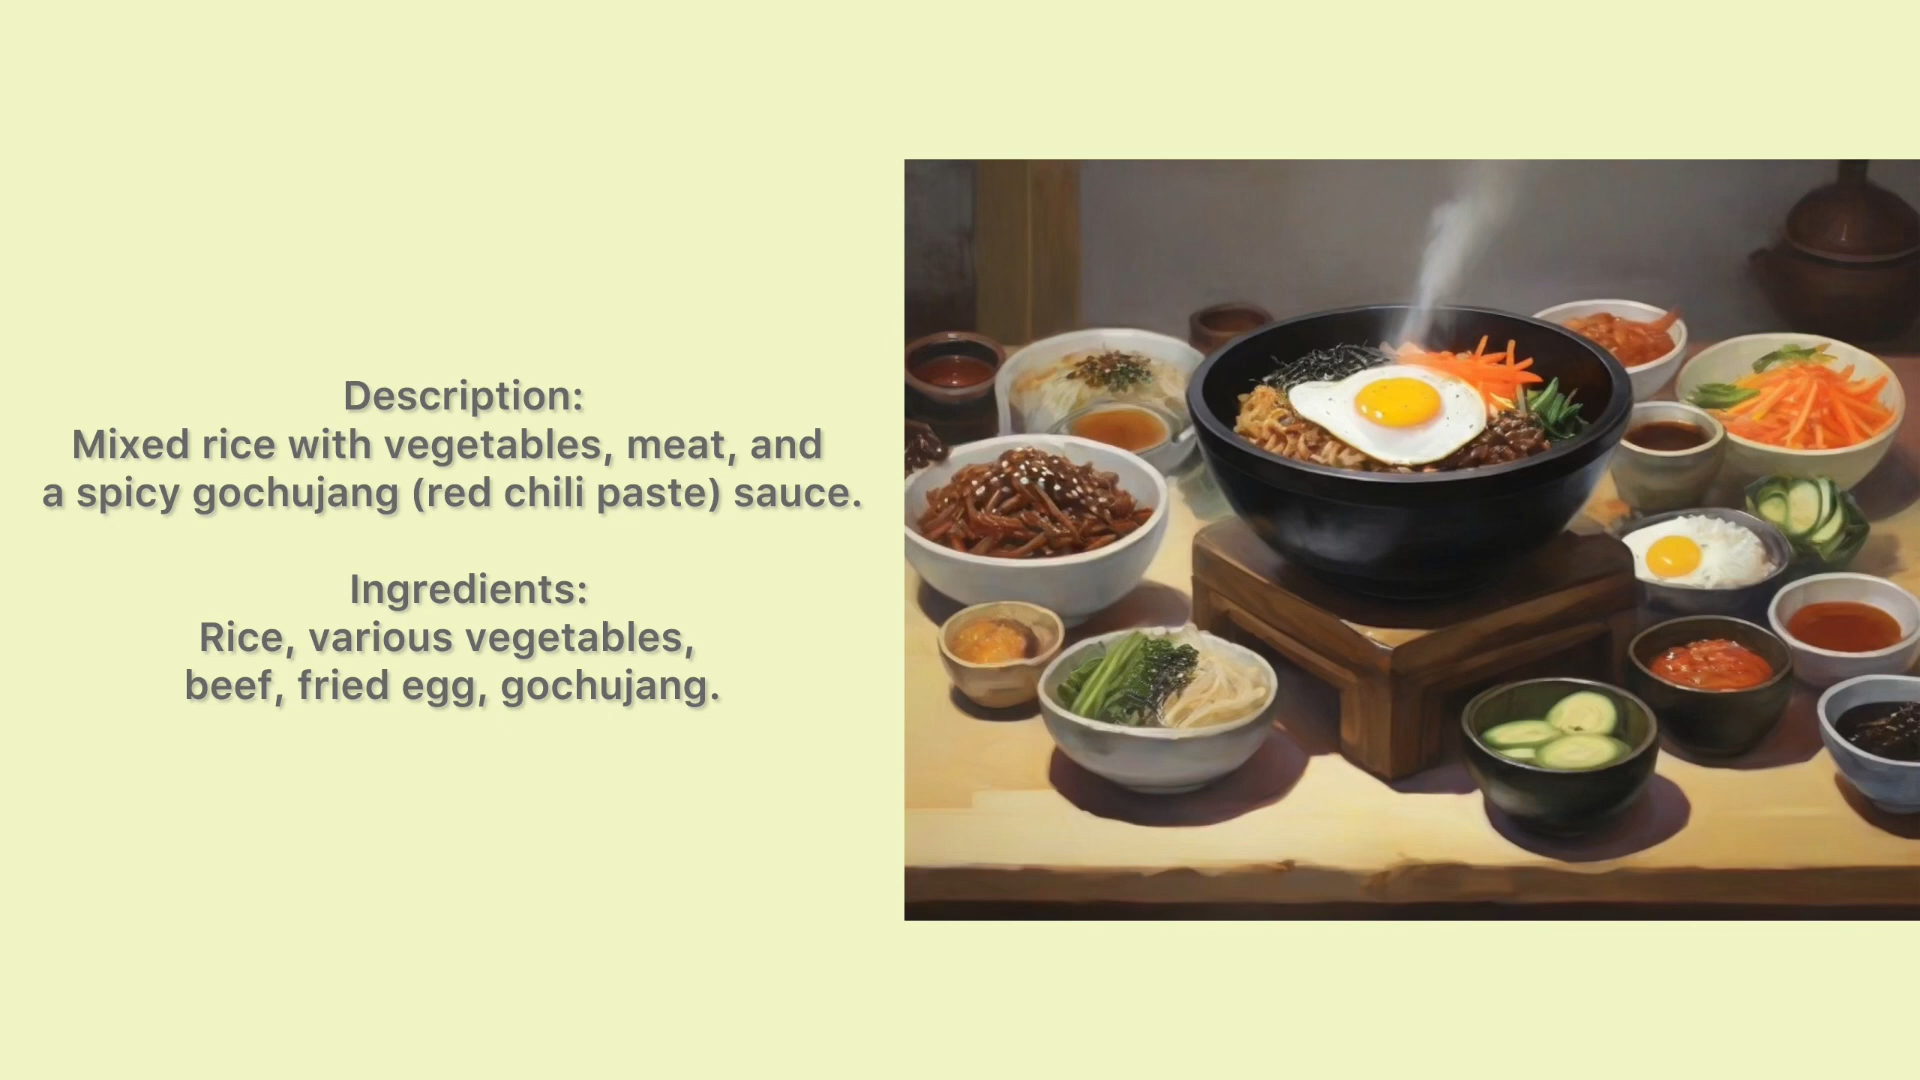 Description:
Mixed rice with vegetables, meat, and
a spicy gochujang (red chili paste) sauce.
Ingredients:
Rice, various vegetables,
beef, fried egg, gochujang.